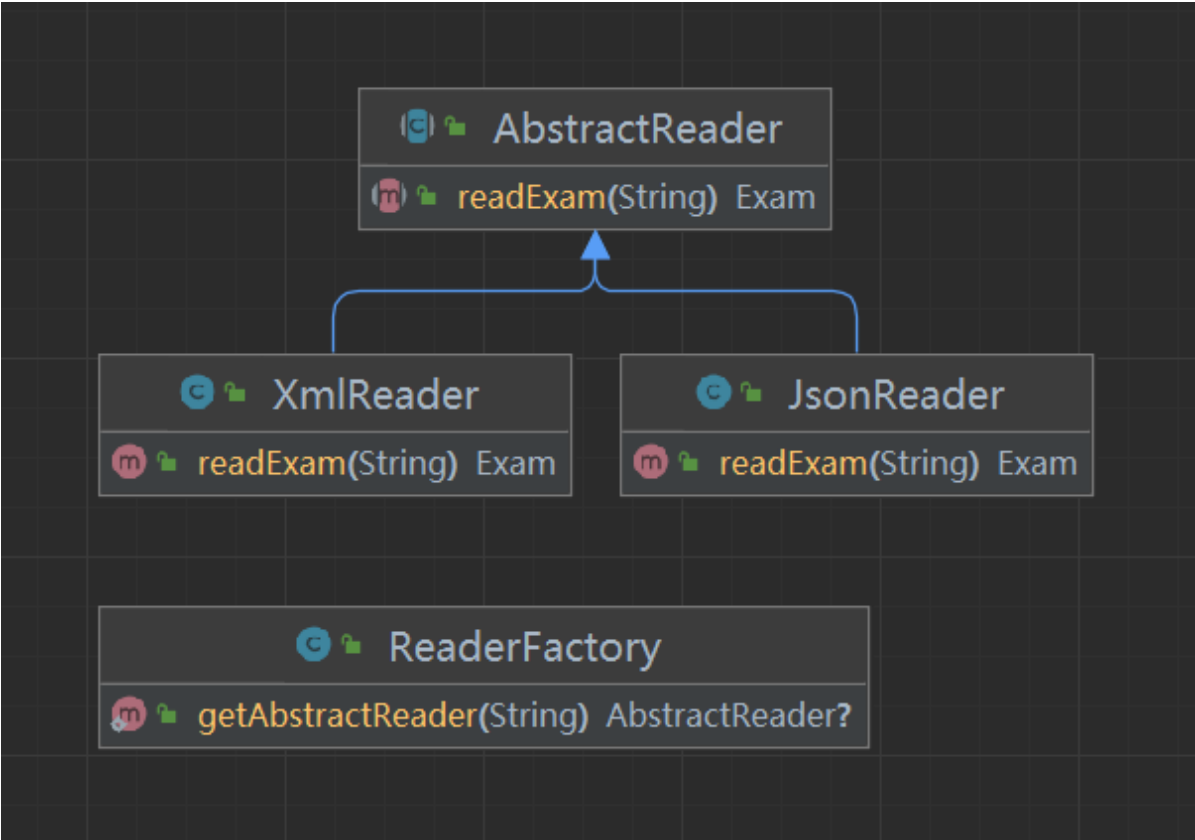 AbstractReader
readExam(String) Exam
XmlReader
readExam(String) Exam
JsonReader
readExam(String) Exam
ReaderFactory
getAbstractReader(String) AbstractReader?